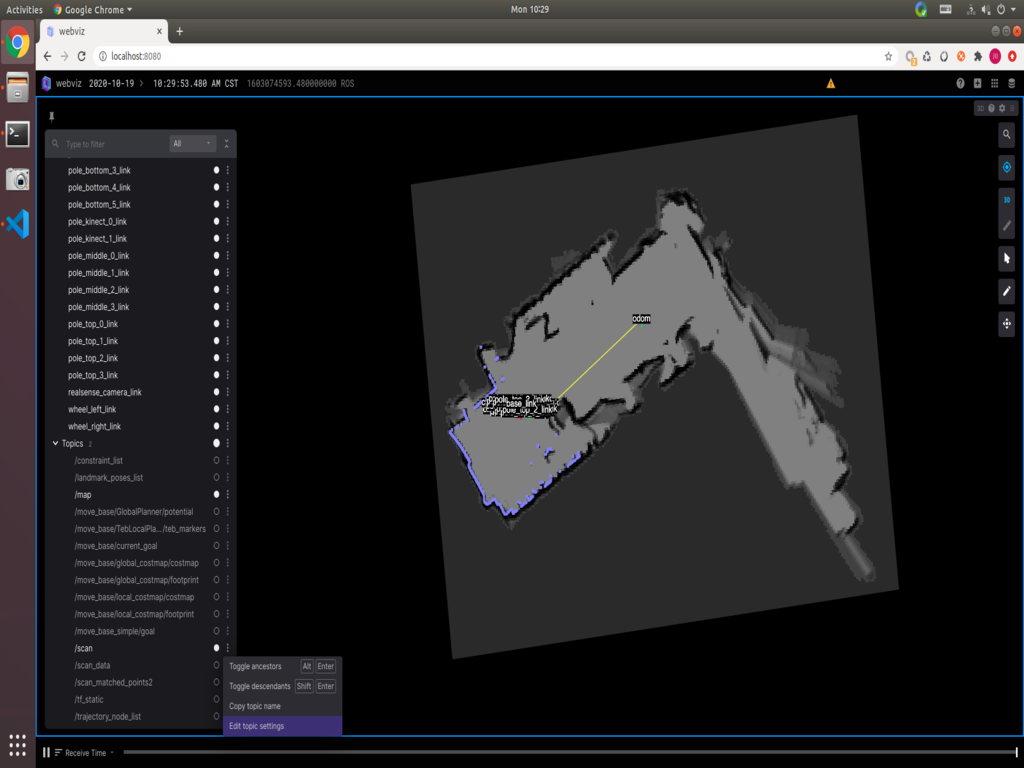 Activities
Google Chrome
Mon 10:29
webviz
localhost:8080
webviz 2020-10-19 10:29:53.480 AM CST 1603074593.480000000 ROS
3D
Type to filter
All
pole_bottom_3_link
pole_bottom_4_link
pole_bottom_5_link
pole_kinect_0_link
pole_kinect_1_link
pole_middle_0_link
pole_middle_1_link
pole_middle_2_link
pole_middle_3_link
pole_top_0_link
pole_top_1_link
pole_top_2_link
pole_top_3_link
realsense_camera_link
wheel_left_link
wheel_right_link
Topics 2
/constraint_list
/landmark_poses_list
/map
/move_base/GlobalPlanner/potential
/move_base/TebLocalPla… /teb_markers
/move_base/current_goal
/move_base/global_costmap/costmap
/move_base/global_costmap/footprint
/move_base/local_costmap/costmap
/move_base/local_costmap/footprint
/move_base_simple/goal
/scan
/scan_data
/scan_matched_points2
/tf_static
/trajectory_node_list
Toggle ancestors Alt Enter
Toggle descendants Shift Enter
Copy topic name
Edit topic settings
odom
base_link
3D
Receive Time